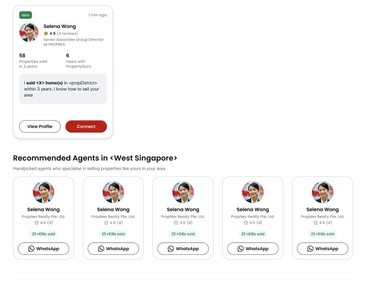 New
1 min ago
Selena Wong
4.9 (4 reviews)
Senior Associate Group Director
at PROPNEX
58
Properties sold
in 3 years
6
Years with
PropertyGuru
I sold <X> home(s) in <propDistrict>
within 3 years. I know how to sell your
area
View Profile
Connect
Recommended Agents in <West Singapore>
Handpicked agents who specialise in selling properties like yours in your area
Selena Wong
PropNex Realty Pte. Ltd.
4.9 (4)
25 HDBs sold
WhatsApp
Selena Wong
PropNex Realty Pte. Ltd.
4.9 (4)
25 HDBs sold
WhatsApp
Selena Wong
PropNex Realty Pte. Ltd.
4.9 (4)
25 HDBs sold
WhatsApp
Selena Wong
PropNex Realty Pte. Ltd.
4.9 (4)
25 HDBs sold
WhatsApp
Selena Wong
PropNex Realty Pte. Ltd.
4.9 (4)
25 HDBs sold
WhatsApp